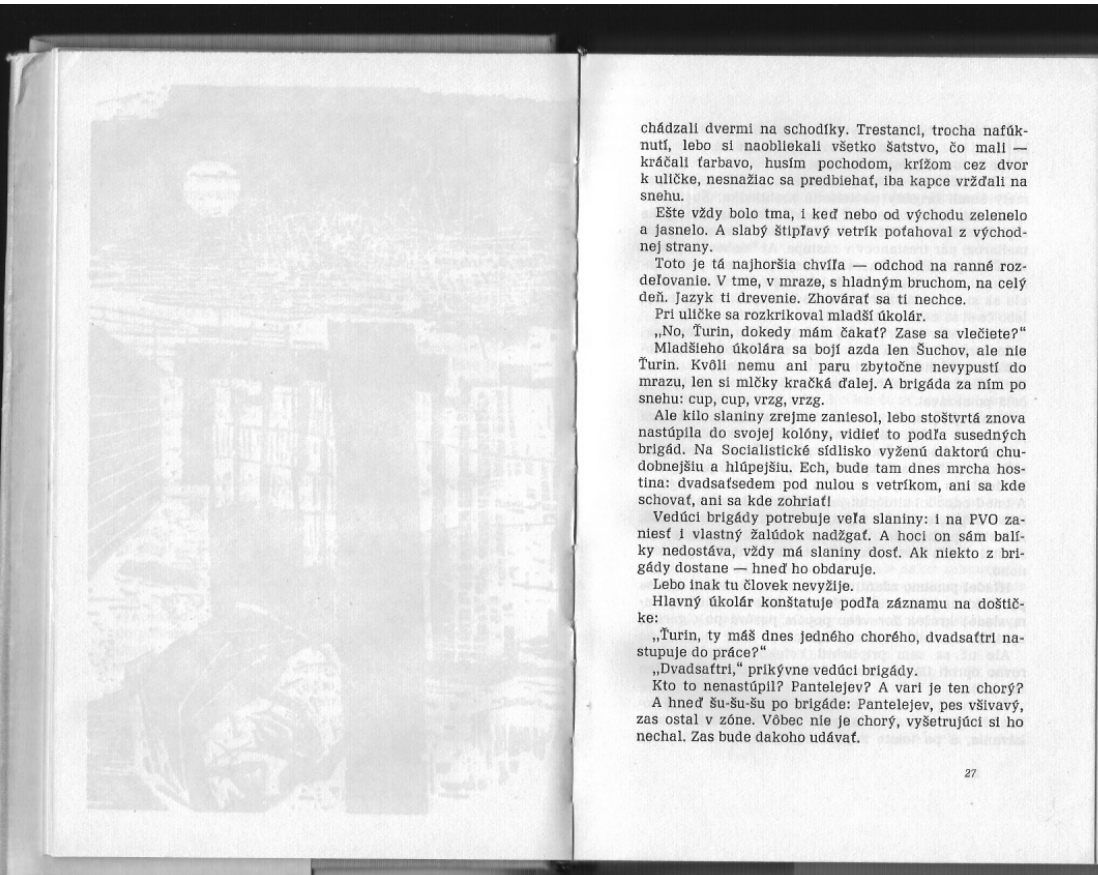 chádzali dvermi na schodíky. Trestanci, trocha nafúk-
nutí, lebo si naobliekali všetko šatstvo, čo mali —
kráčali ťarbavo, husím pochodom, krížom cez dvor
k uličke, nesnažiac sa predbiehať, iba kapce vržďali na
snehu.
Ešte vždy bolo tma, i keď nebo od východu zelenelo
a jasnelo. A slabý štipľavý vetrík poťahoval z východ-
nej strany.
Toto je tá najhoršia chvíľa — odchod na ranné roz-
deľovanie. V tme, v mraze, s hladným bruchom, na celý
deň. Jazyk ti drevenie. Zhovárať sa ti nechce.
Pri uličke sa rozkrikoval mladší úkolár.
„No, Ťurin, dokedy mám čakať? Zase sa vlečiete?“
Mladšieho úkolára sa bojí azda len Šuchov, ale nie
Ťurin. Kvôli nemu ani paru zbytočne nevypustí do
mrazu, len si mlčky kračká ďalej. A brigáda za ním po
snehu: cup, cup, vrzg, vrzg.
Ale kilo slaniny zrejme zaniesol, lebo stoštvrtá znova
nastúpila do svojej kolóny, vidieť to podľa susedných
brigád. Na Socialistické sídlisko vyženú daktorú chu-
dobnejšiu a hlúpejšiu. Ech, bude tam dnes mrcha hos-
tina: dvadsaťsedem pod nulou s vetríkom, ani sa kde
schovať, ani sa kde zohriať!
Vedúci brigády potrebuje veľa slaniny: i na PVO za-
niesť i vlastný žalúdok nadžgať. A hoci on sám balí-
ky nedostáva, vždy má slaniny dosť. Ak niekto z bri-
gády dostane — hneď ho obdaruje.
Lebo inak tu človek nevyžije.
Hlavný úkolár konštatuje podľa záznamu na doštič-
ke:
„Ťurin, ty máš dnes jedného chorého, dvadsaťtri na-
stupuje do práce?“
„Dvadsaťtri,“ prikývne vedúci brigády.
Kto to nenastúpil? Pantelejev? A vari je ten chorý?
A hneď šu-šu-šu po brigáde: Pantelejev, pes všivavý,
zas ostal v zóne. Vôbec nie je chorý, vyšetrujúci si ho
nechal. Zas bude dakoho udávať.
27